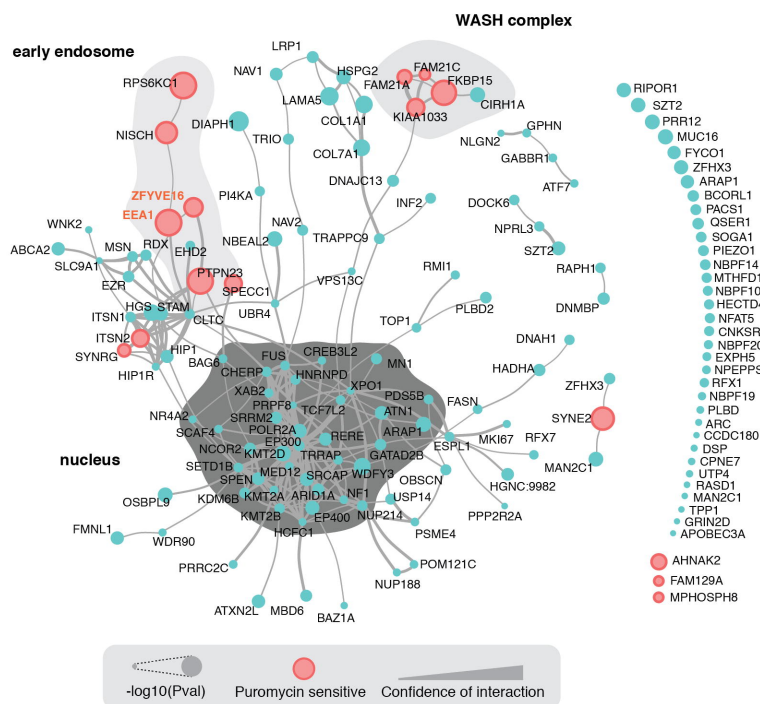 WASH complex
early endosome
LRP1
RPS6KC1
NAV1
HSPG2
FAM21C
FAM21A
FKBP15
LAMA5
CIRH1A
KIAA1033
COL1A1
NISCH
DIAPH1
TRIO
COL7A1
NLGN2
GPHN
GABBR1
ATF7
DNAJC13
ZFYVE16
PI4KA
INF2
DOCK6
EEA1
WNK2
NAV2
NPRL3
ABCA2
MSN
RDX
EHD2
NBEAL2
TRAPPC9
SZT2
SLC9A1
EZR
PTPN23
SPECC1
VPS13C
RMI1
RAPH1
HGS
STAM
ITSN1
CLTC
UBR4
PLBD2
DNMBP
ITSN2
TOP1
SYNRG
HIP1
BAG6
FUS
CREB3L2
MN1
DNAH1
HIP1R
CHERP
HNRNPD
HADHA
XAB2
XPO1
PDS5B
ZFHX3
PRPF8
TCF7L2
FASN
NR4A2
SRRM2
ATN1
SYNE2
SCAF4
POLR2A
RERE
ARAP1
EP300
ESPL1
MKI67
RFX7
NCOR2
KMT2D
TRRAP
GATAD2B
nucleus
SETD1B
MED12
WDFY3
MAN2C1
SPEN
SRCAP
OBSCN
HGNC:9982
OSBPL9
KDM6B
KMT2A
ARID1A
NF1
USP14
PPP2R2A
KMT2B
EP400
NUP214
FMNL1
HCFC1
PSME4
WDR90
PRRC2C
POM121C
NUP188
ATXN2L
MBD6
BAZ1A
RIPOR1
SZT2
PRR12
MUC16
FYCO1
ZFHX3
ARAP1
BCORL1
PACS1
QSER1
SOGA1
PIEZO1
NBPF14
MTHFD1
NBPF10
HECTD4
NFAT5
CNKSR
NBPF20
EXPH5
NPEPPS
RFX1
NBPF19
PLBD
ARC
CCDC180
DSP
CPNE7
UTP4
RASD1
MAN2C1
TPP1
GRIN2D
APOBEC3A
AHNAK2
FAM129A
MPHOSPH8
-log10(Pval)
Puromycin sensitive
Confidence of interaction